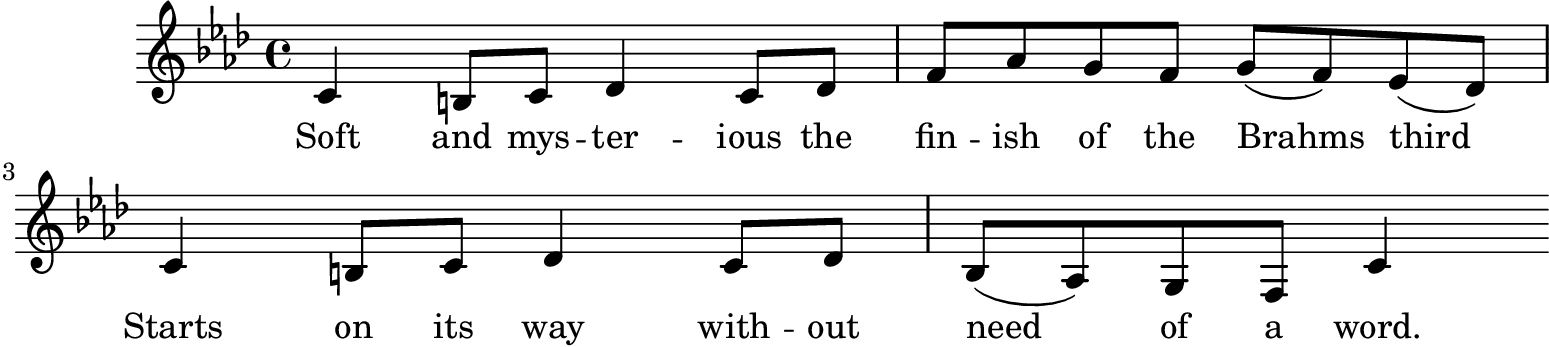 Soft and mys -- ter -- ious the fin -- ish of the Brahms third
3
Starts on its way with -- out need of a word.